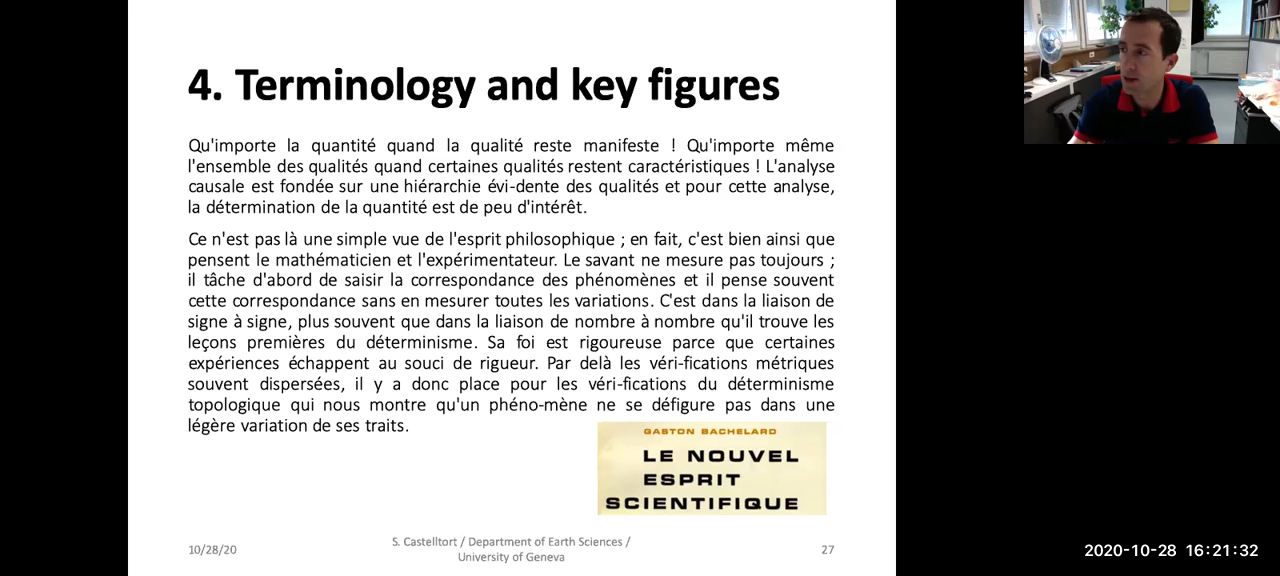 4. Terminology and key figures
Qu'importe la quantité quand la qualité reste manifeste ! Qu'importe même
l'ensemble des qualités quand certaines qualités restent caractéristiques ! L'analyse
causale est fondée sur une hiérarchie évi-dente des qualités et pour cette analyse,
la détermination de la quantité est de peu d'intérêt.
Ce n'est pas là une simple vue de l'esprit philosophique ; en fait, c'est bien ainsi que
pensent le mathématicien et l'expérimentateur. Le savant ne mesure pas toujours ;
il tâche d'abord de saisir la correspondance des phénomènes et il pense souvent
cette correspondance sans en mesurer toutes les variations. C'est dans la liaison de
signe à signe, plus souvent que dans la liaison de nombre à nombre qu'il trouve les
leçons premières du déterminisme. Sa foi est rigoureuse parce que certaines
expériences échappent au souci de rigueur. Par delà les véri-fications métriques
souvent dispersées, il y a donc place pour les véri-fications du déterminisme
topologique qui nous montre qu'un phéno-mène ne se défigure pas dans une
légère variation de ses traits.
GASTON BACHELARD
LE NOUVEL
ESPRIT
SCIENTIFIQUE
10/28/20
S. Castelltort / Department of Earth Sciences /
University of Geneva
27
2020-10-28 16:21:32